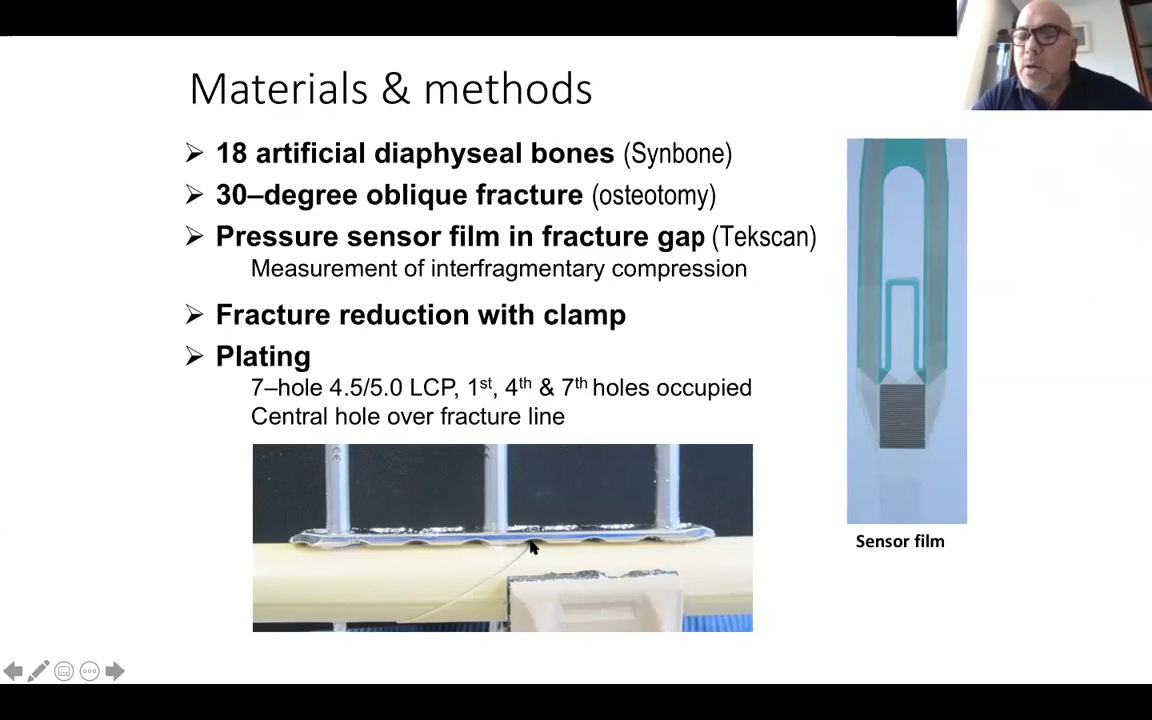 Materials & methods
18 artificial diaphyseal bones (Synbone)
30–degree oblique fracture (osteotomy)
Pressure sensor film in fracture gap (Tekscan)
Measurement of interfragmentary compression
Fracture reduction with clamp
Plating
7–hole 4.5/5.0 LCP, 1st, 4th & 7th holes occupied
Central hole over fracture line
Sensor film